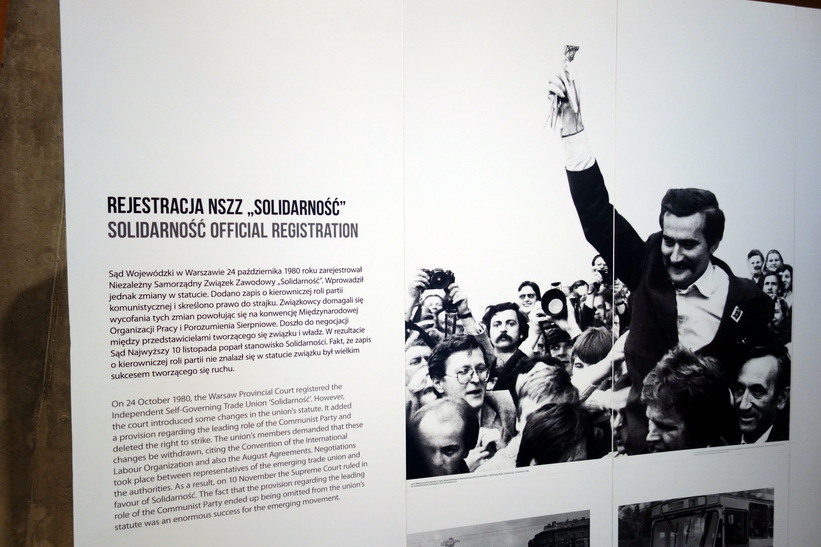 REJESTRACJA NSZZ „SOLIDARNOŚĆ”
SOLIDARNOŚĆ OFFICIAL REGISTRATION
Sąd Wojewódzki w Warszawie 24 października 1980 roku zarejestrował
Niezależny Samorządny Związek Zawodowy „Solidarność”. Wprowadził
jednak zmiany w statucie. Dodano zapis o kierowniczej roli partii
komunistycznej i skreślono prawo do strajku. Związkowcy domagali się
wycofania tych zmian powołując się na konwencję Międzynarodowej
Organizacji Pracy i Porozumienia Sierpniowe. Doszło do negocjacji
między przedstawicielami tworzącego się związku i władz. W rezultacie
Sąd Najwyższy 10 listopada poparł stanowisko Solidarności. Fakt, że zapis
o kierowniczej roli partii nie znalazł się w statucie związku był wielkim
sukcesem tworzącego się ruchu.
On 24 October 1980, the Warsaw Provincial Court registered the
Independent Self-Governing Trade Union ‘Solidarność’. However,
the court introduced some changes in the union’s statute. It added
a provision regarding the leading role of the Communist Party and
deleted the right to strike. The union’s members demanded that these
changes be withdrawn, citing the Convention of the International
Labour Organization and also the August Agreements. Negotiations
took place between representatives of the emerging trade union and
the authorities. As a result, on 10 November the Supreme Court ruled in
favour of Solidarność. The fact that the provision regarding the leading
role of the Communist Party ended up being omitted from the union’s
statute was an enormous success for the emerging movement.